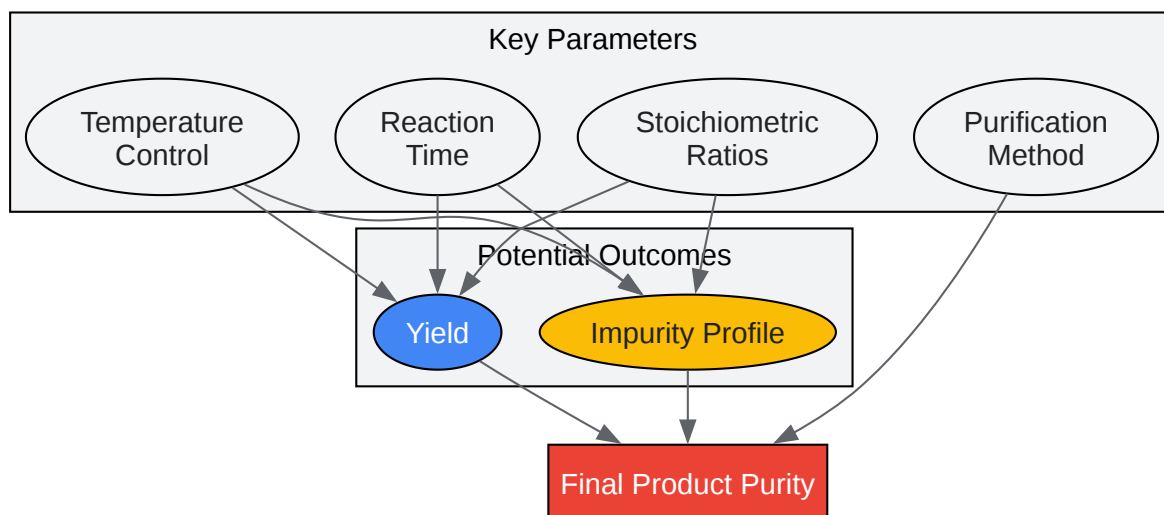 Key Parameters
Temperature
Control
Reaction
Time
Stoichiometric
Ratios
Purification
Method
Potential Outcomes
Yield
Impurity Profile
Final Product Purity